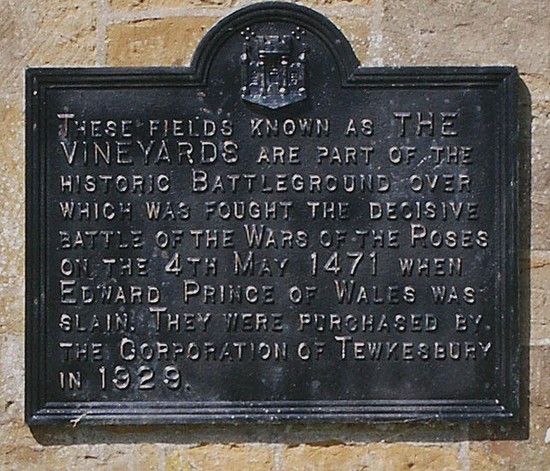 THESE FIELDS KNOWN AS THE
VINEYARDS ARE PART OF THE
HISTORIC BATTLEGROUND OVER
WHICH WAS FOUGHT THE DECISIVE
BATTLE OF THE WARS OF THE ROSES
ON THE 4TH MAY 1471 WHEN
EDWARD PRINCE OF WALES WAS
SLAIN. THEY WERE PURCHASED BY
THE CORPORATION OF TEWKESBURY
IN 1929.